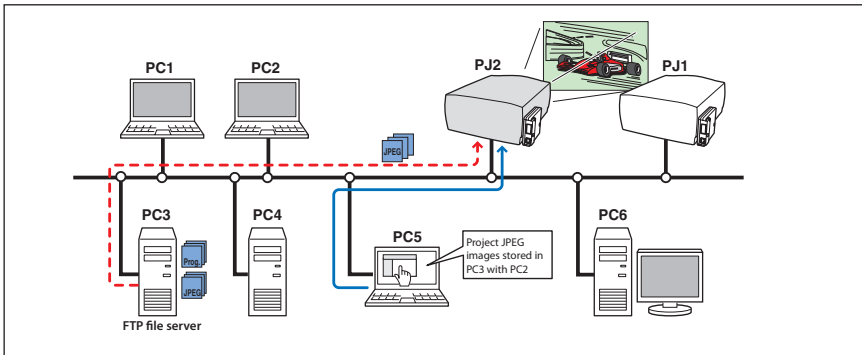 PC1
PC2
PJ2
PJ1
JPEG
PC3
PC4
PC5
PC6
Prog.
JPEG
Project JPEG
images stored in
PC3 with PC2
FTP file server